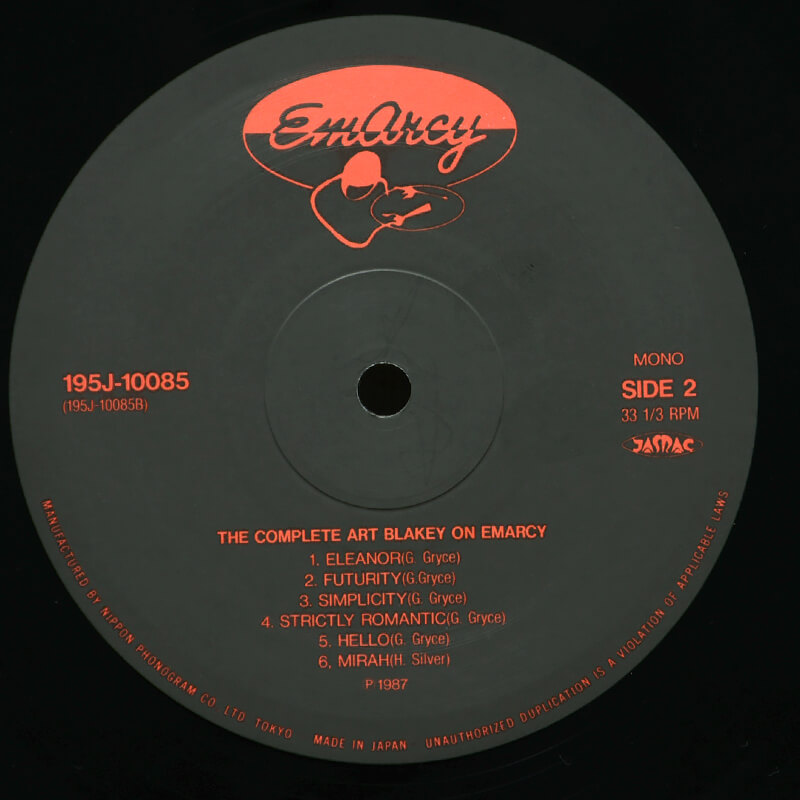 EmArcy
195J-10085
(195J-10085B)
MONO
SIDE 2
33 1/3 RPM
JASRAC
THE COMPLETE ART BLAKEY ON EMARCY
1. ELEANOR(G. Gryce)
2. FUTURITY(G.Gryce)
3. SIMPLICITY(G. Gryce)
4. STRICTLY ROMANTIC(G. Gryce)
5. HELLO(G. Gryce)
6, MIRAH(H. Silver)
P 1987
MANUFACTURED BY NIPPON PHONOGRAM CO. LTD. TOKYO MADE IN JAPAN UNAUTHORIZED DUPLICATION IS A VIOLATION OF APPLICABLE LAWS